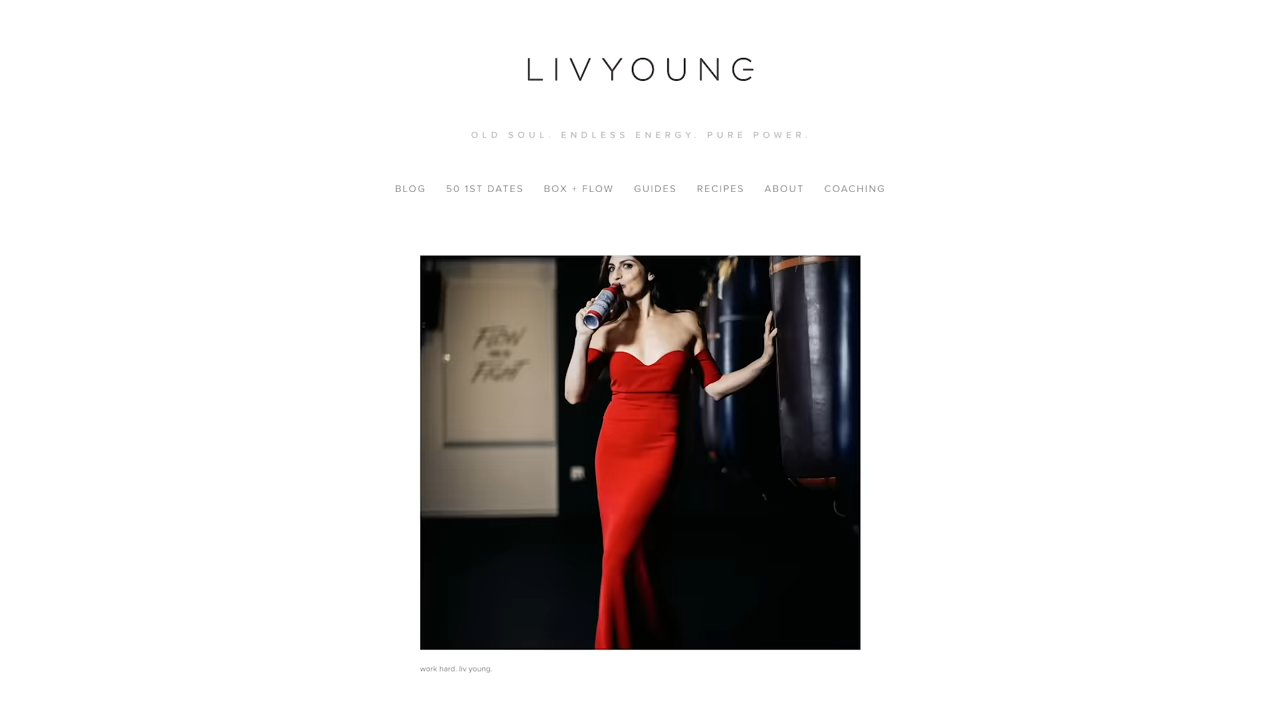 LIVYOUNG
OLD SOUL. ENDLESS ENERGY. PURE POWER.
BLOG 50 1ST DATES BOX + FLOW GUIDES RECIPES ABOUT COACHING
FLOW
FIGHT
work hard. liv young.